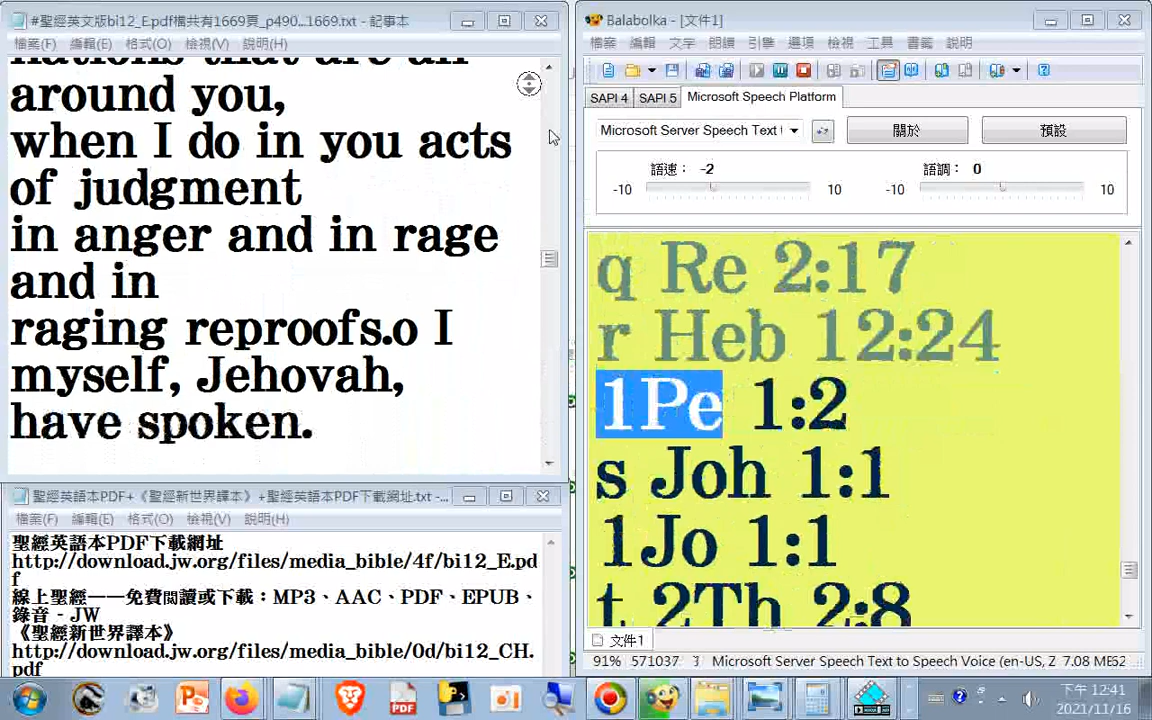 #聖經英文版bi12_E.pdf檔共有1669頁_p490...1669.txt - 記事本
檔案(F) 編輯(E) 格式(O) 檢視(V) 說明(H)
nations that are all
around you,
when I do in you acts
of judgment
in anger and in rage
and in
raging reproofs.o I
myself, Jehovah,
have spoken.
聖經英語本PDF+《聖經新世界譯本》+聖經英語本PDF下載網址.txt -...
檔案(F) 編輯(E) 格式(O) 檢視(V) 說明(H)
聖經英語本PDF下載網址
http://download.jw.org/files/media_bible/4f/bi12_E.pd
f
線上聖經——免費閱讀或下載：MP3、AAC、PDF、EPUB、
錄音 - JW
《聖經新世界譯本》
http://download.jw.org/files/media_bible/0d/bi12_CH.
pdf
Balabolka - [文件1]
檔案 編輯 文字 朗讀 引擎 選項 檢視 工具 書籤 說明
SAPI 4 SAPI 5 Microsoft Speech Platform
Microsoft Server Speech Text 關於 預設
語速： -2 語調： 0
-10 10 -10 10
q Re 2:17
r Heb 12:24
1Pe 1:2
s Joh 1:1
1Jo 1:1
t 2Th 2:8
文件1
91% 571037 Microsoft Server Speech Text to Speech Voice (en-US, Z 7.08 ME
下午 12:41
2021/11/16